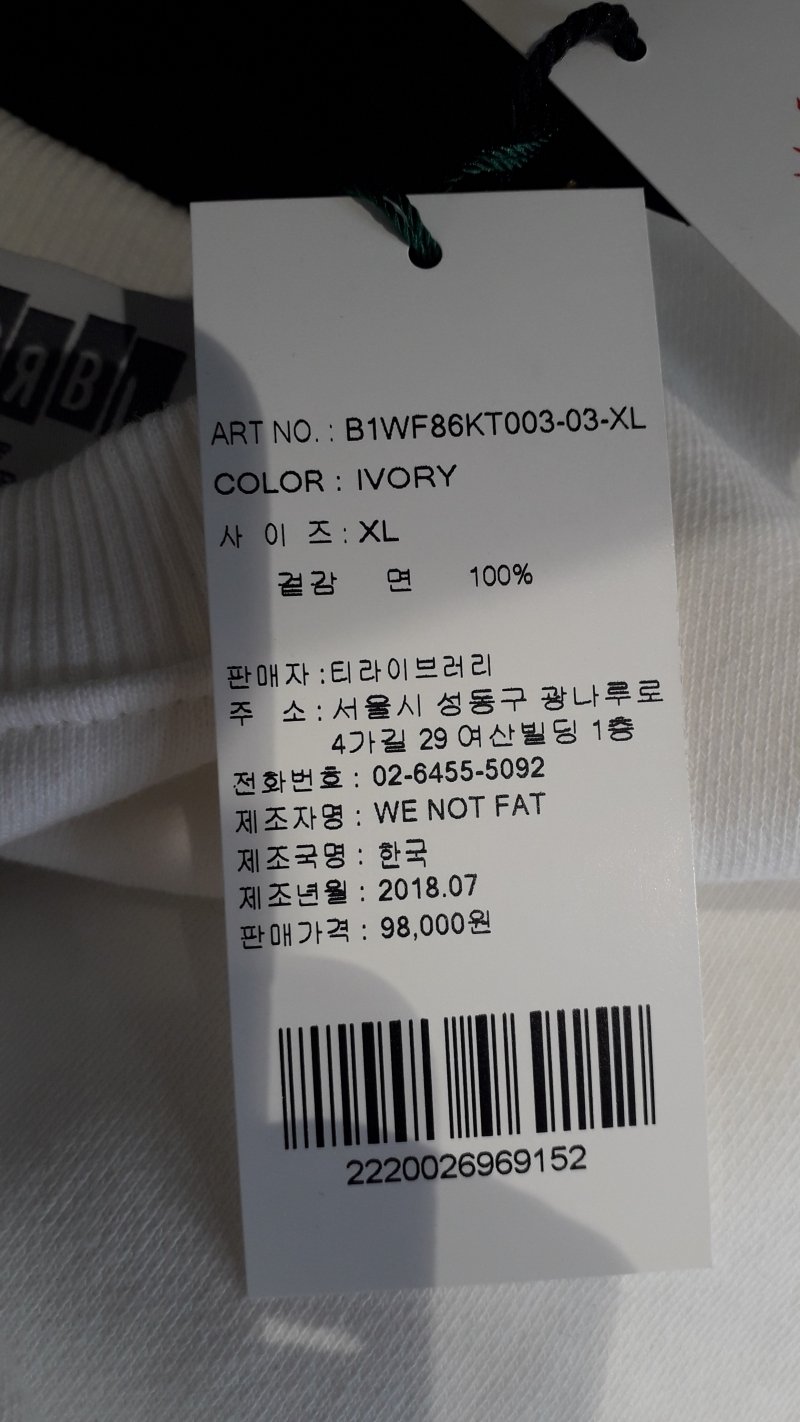 ART NO. : B1WF86KT003-03-XL
COLOR : IVORY
사 이 즈 : XL
겉감 면 100%
판매자 : 티라이브러리
주 소 : 서울시 성동구 광나루로
4가길 29 여산빌딩 1층
전화번호 : 02-6455-5092
제조자명 : WE NOT FAT
제조국명 : 한국
제조년월 : 2018.07
판매가격 : 98,000원
2220026969152